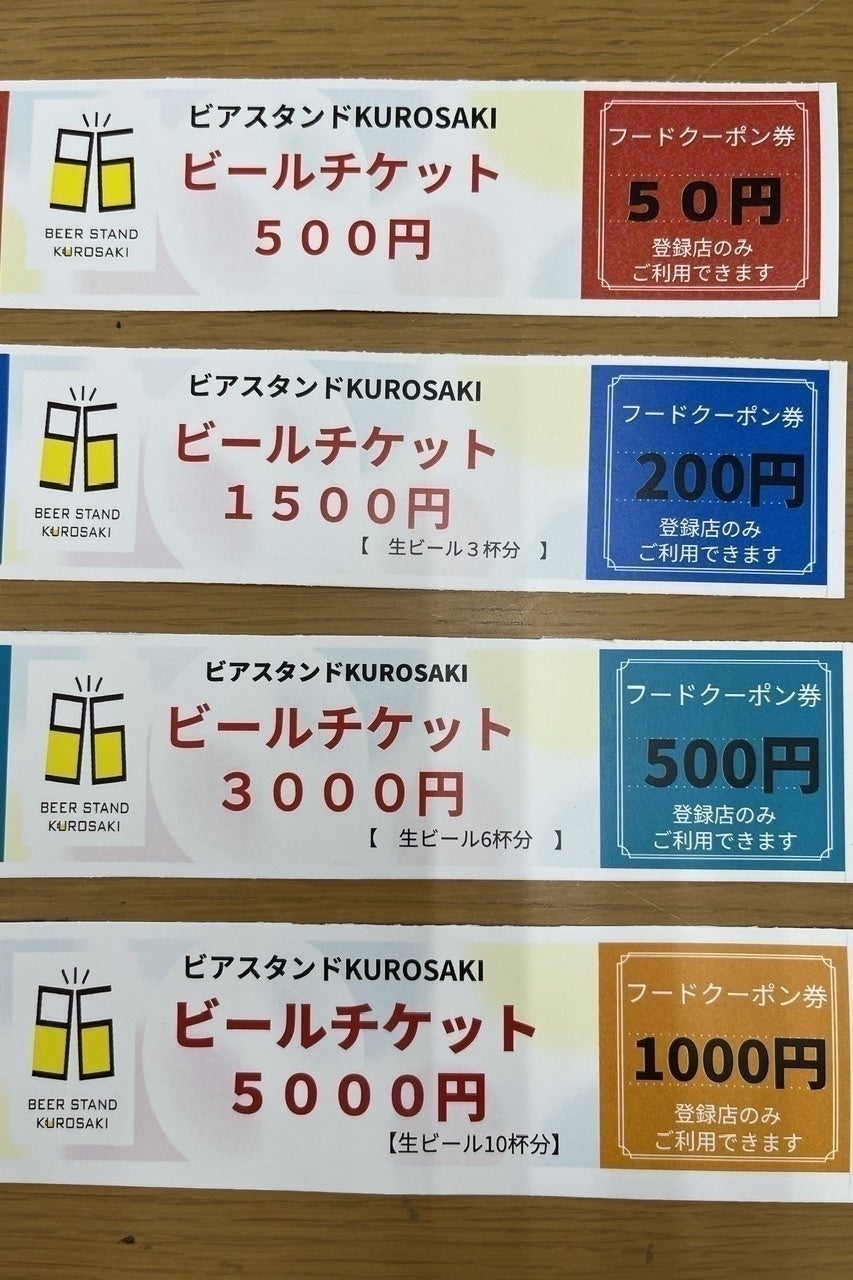 BEER STAND
KUROSAKI
ビアスタンドKUROSAKI
ビールチケット
５００円
フードクーポン券
５０円
登録店のみ
ご利用できます
BEER STAND
KUROSAKI
ビアスタンドKUROSAKI
ビールチケット
１５００円
【　生ビール３杯分　】
フードクーポン券
200円
登録店のみ
ご利用できます
BEER STAND
KUROSAKI
ビアスタンドKUROSAKI
ビールチケット
３０００円
【　生ビール6杯分　】
フードクーポン券
500円
登録店のみ
ご利用できます
BEER STAND
KUROSAKI
ビアスタンドKUROSAKI
ビールチケット
５０００円
【生ビール10杯分】
フードクーポン券
1000円
登録店のみ
ご利用できます